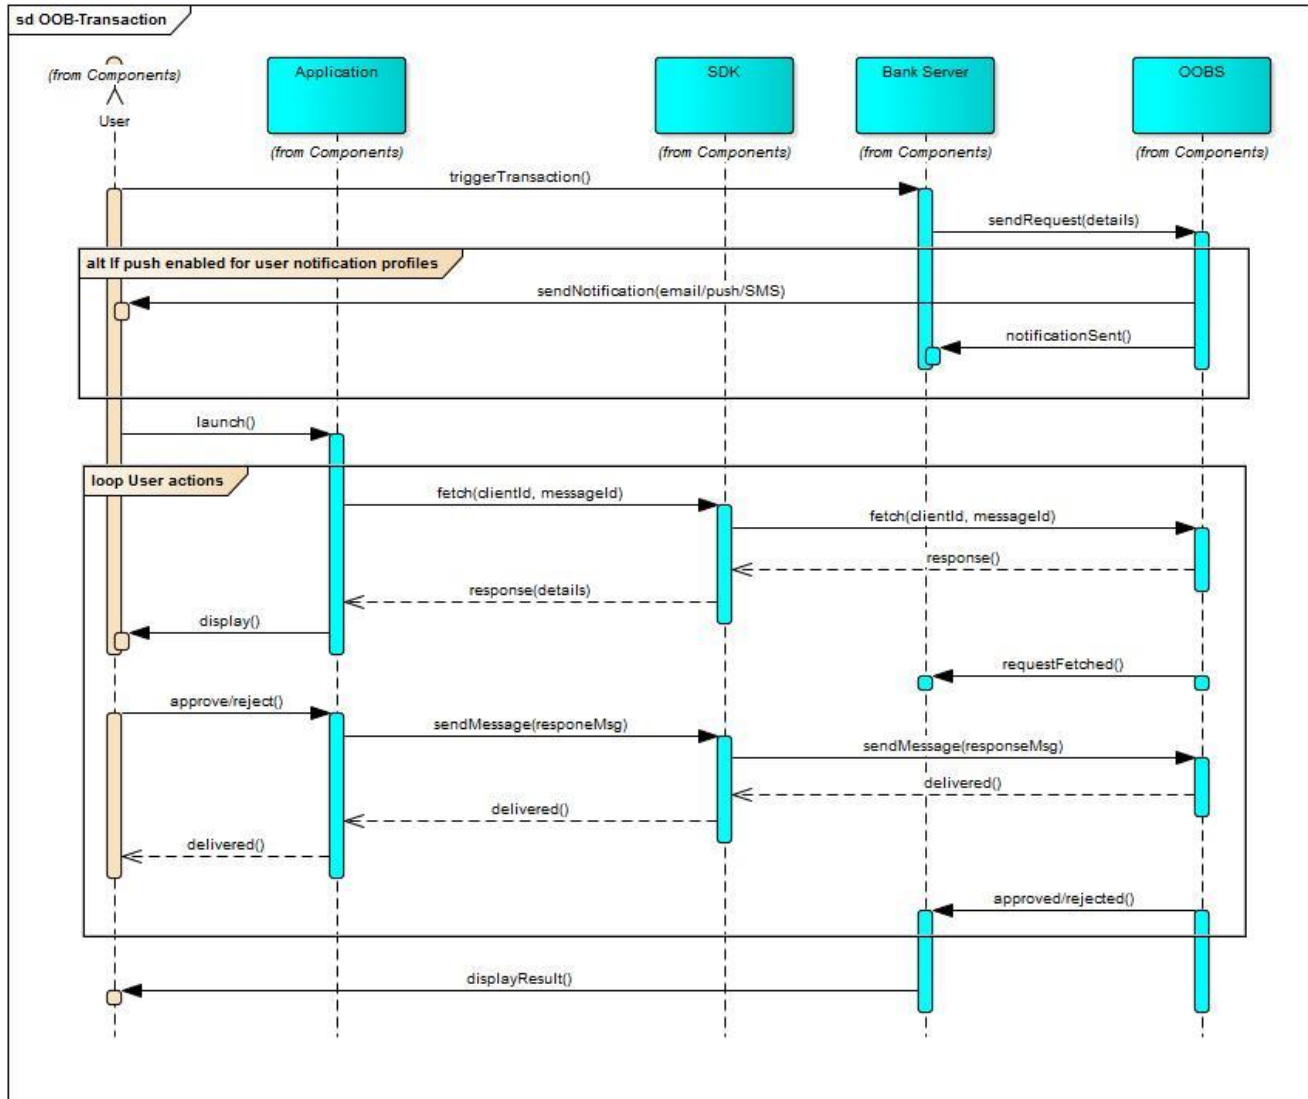 sd OOB-Transaction
(from Components)
User
Application
(from Components)
SDK
(from Components)
Bank Server
(from Components)
OOBS
(from Components)
triggerTransaction()
sendRequest(details)
alt If push enabled for user notification profiles
sendNotification(email/push/SMS)
notificationSent()
launch()
loop User actions
fetch(clientId, messageId)
fetch(clientId, messageId)
response()
response(details)
display()
requestFetched()
approve/reject()
sendMessage(responeMsg)
sendMessage(responseMsg)
delivered()
delivered()
delivered()
approved/rejected()
displayResult()